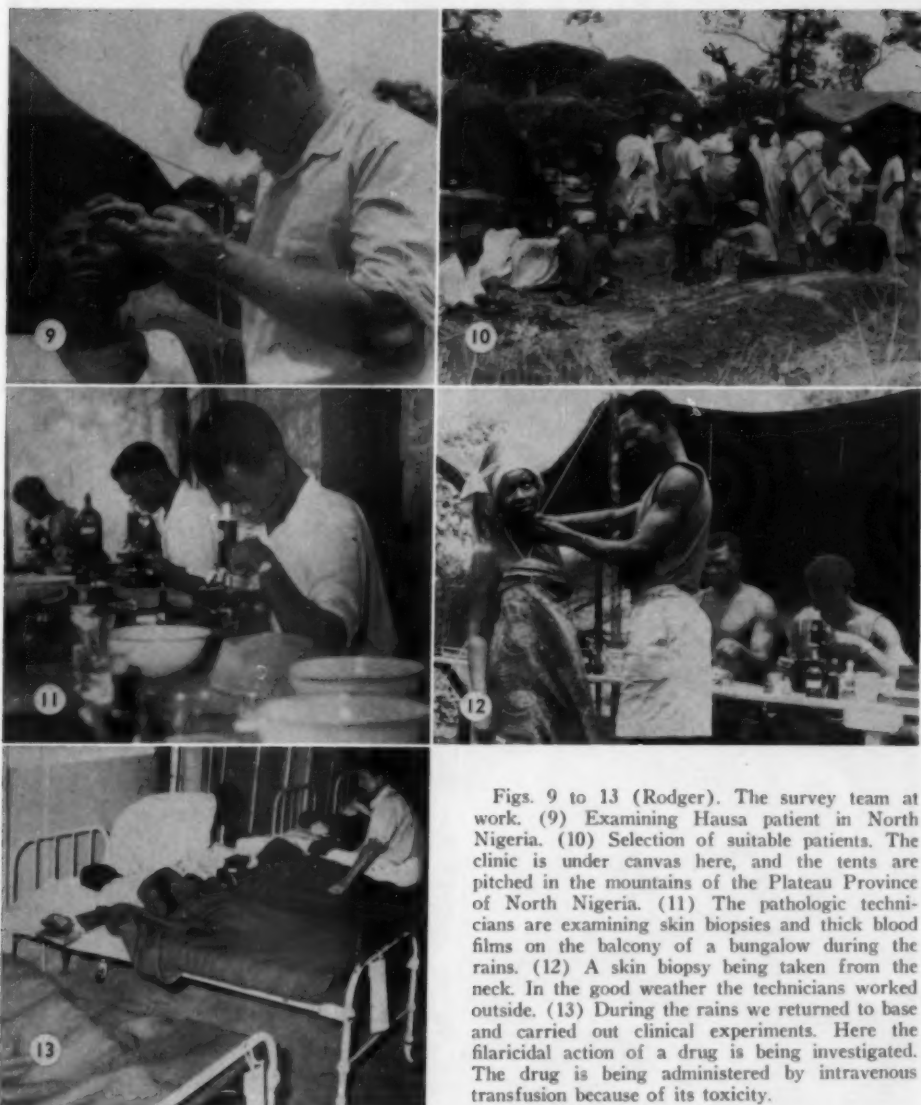 9
10
11
12
13
Figs. 9 to 13 (Rodger). The survey team at
work. (9) Examining Hausa patient in North
Nigeria. (10) Selection of suitable patients. The
clinic is under canvas here, and the tents are
pitched in the mountains of the Plateau Province
of North Nigeria. (11) The pathologic techni-
cians are examining skin biopsies and thick blood
films on the balcony of a bungalow during the
rains. (12) A skin biopsy being taken from the
neck. In the good weather the technicians worked
outside. (13) During the rains we returned to base
and carried out clinical experiments. Here the
filaricidal action of a drug is being investigated.
The drug is being administered by intravenous
transfusion because of its toxicity.